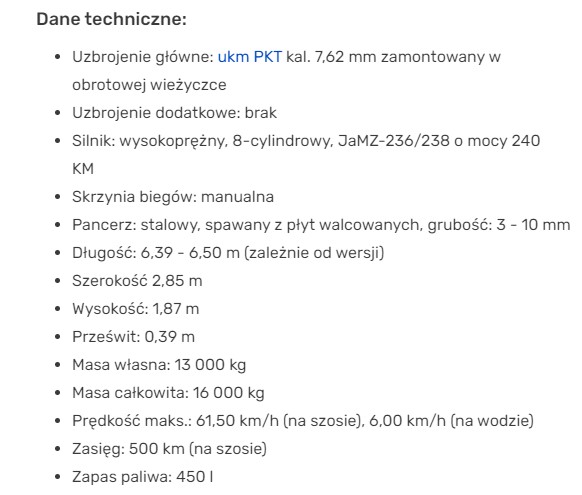 Dane techniczne:
• Uzbrojenie główne: ukm PKT kal. 7,62 mm zamontowany w
obrotowej wieżyczce
• Uzbrojenie dodatkowe: brak
• Silnik: wysokoprężny, 8-cylindrowy, JaMZ-236/238 o mocy 240
KM
• Skrzynia biegów: manualna
• Pancerz: stalowy, spawany z płyt walcowanych, grubość: 3 - 10 mm
• Długość: 6,39 - 6,50 m (zależnie od wersji)
• Szerokość 2,85 m
• Wysokość: 1,87 m
• Prześwit: 0,39 m
• Masa własna: 13 000 kg
• Masa całkowita: 16 000 kg
• Prędkość maks.: 61,50 km/h (na szosie), 6,00 km/h (na wodzie)
• Zasięg: 500 km (na szosie)
• Zapas paliwa: 450 l